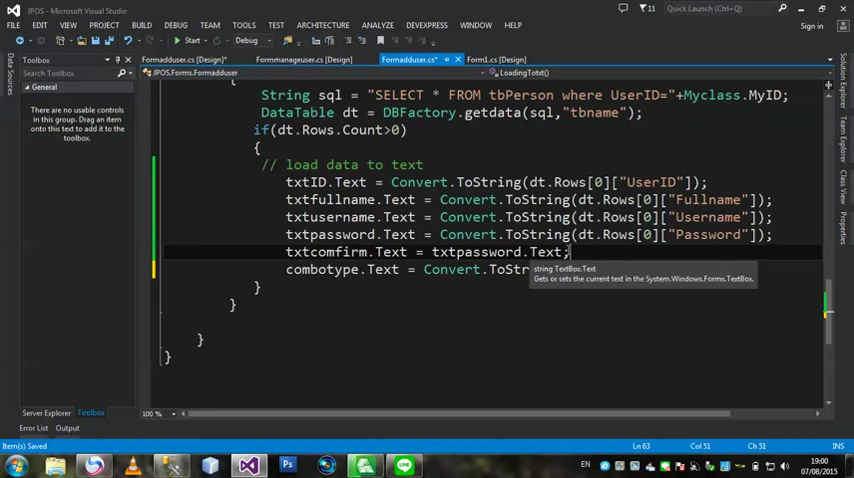 JPOS - Microsoft Visual Studio
11
Quick Launch (Ctrl+Q)
FILE EDIT VIEW PROJECT BUILD DEBUG TEAM TOOLS TEST ARCHITECTURE ANALYZE DEVEXPRESS WINDOW HELP
Sign in
Start Debug
Data Sources
Toolbox
Search Toolbox
General
There are no usable controls
in this group. Drag an item
onto this text to add it to the
toolbox.
Formadduser.cs [Design]* Formmanageuser.cs [Design] Formadduser.cs* Form1.cs [Design]
JPOS.Forms.Formadduser LoadingTotxt()
{
String sql = "SELECT * FROM tbPerson where UserID="+Myclass.MyID;
DataTable dt = DBFactory.getdata(sql,"tbname");
if(dt.Rows.Count>0)
{
// load data to text
txtID.Text = Convert.ToString(dt.Rows[0]["UserID"]);
txtfullname.Text = Convert.ToString(dt.Rows[0]["Fullname"]);
txtusername.Text = Convert.ToString(dt.Rows[0]["Username"]);
txtpassword.Text = Convert.ToString(dt.Rows[0]["Password"]);
txtcomfirm.Text = txtpassword.Text;
combotype.Text = Convert.ToStr
string TextBox.Text
Gets or sets the current text in the System.Windows.Forms.TextBox.
}
}
}
}
Solution Explorer
Team Explorer
Class View
Properties
100 %
Server Explorer Toolbox
Error List Output
Item(s) Saved Ln 63 Col 51 Ch 51 INS
EN
19:00
07/08/2015
Ps
LINE